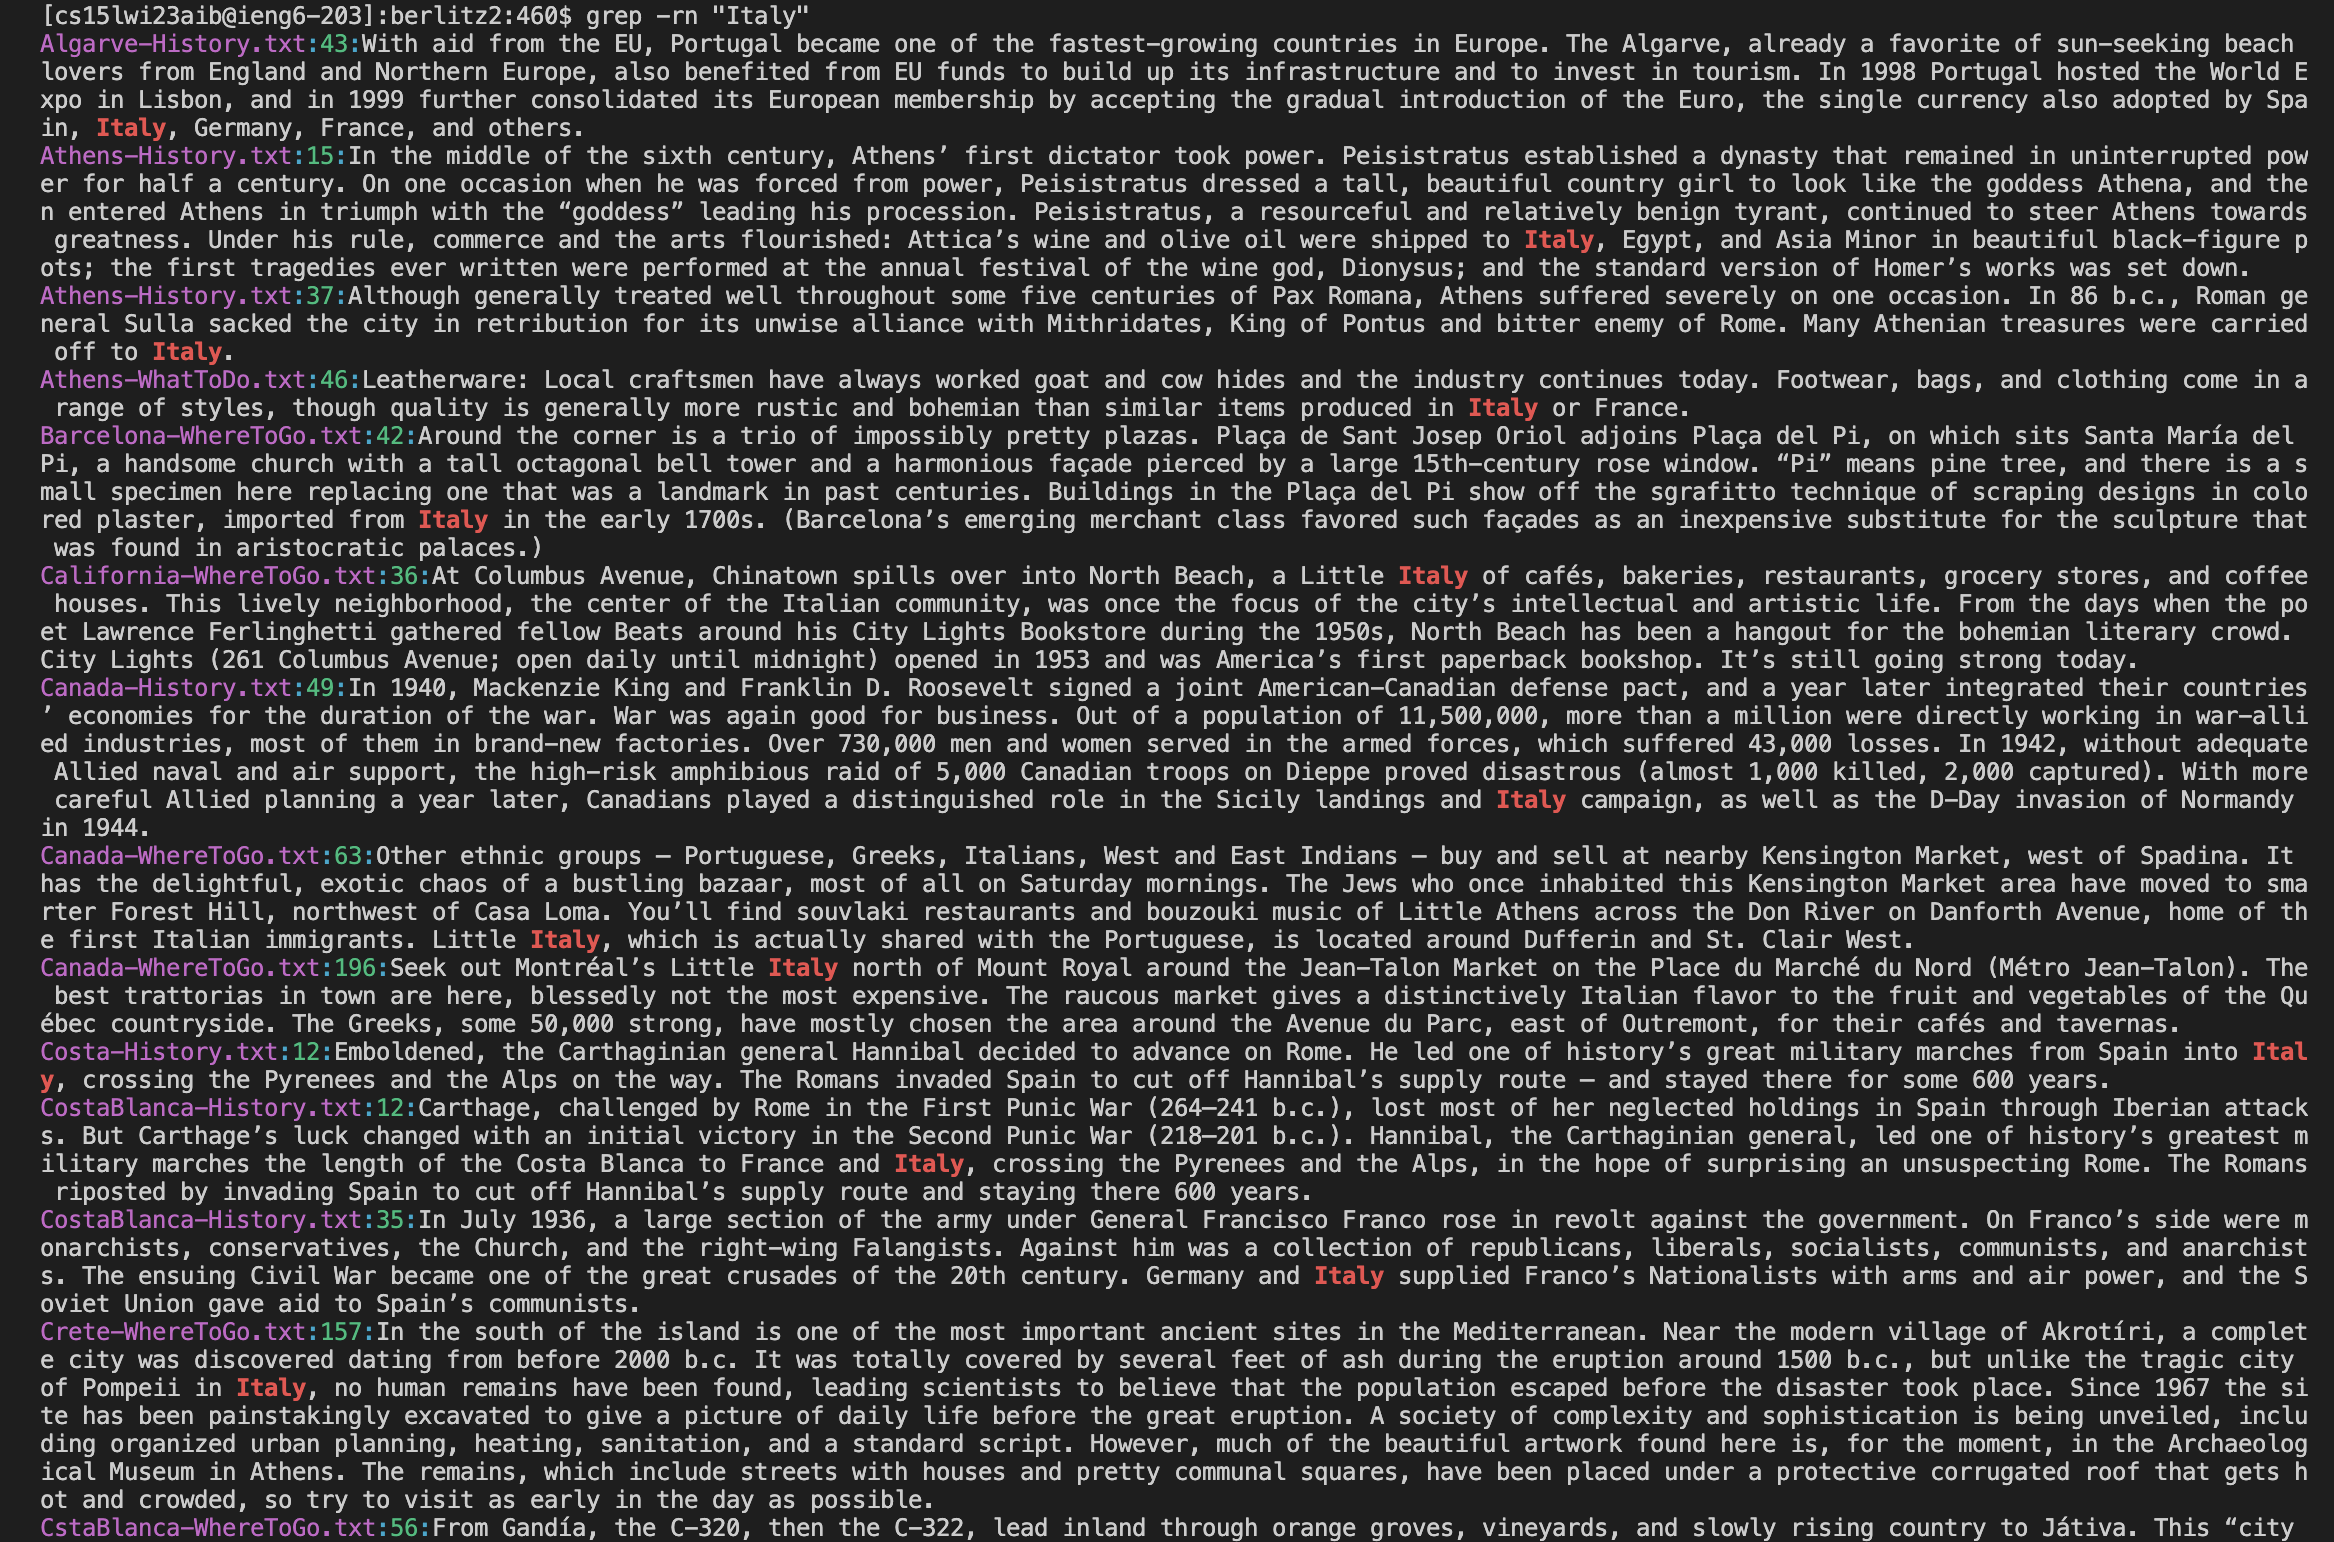 [cs15lwi23aib@ieng6-203]:berlitz2:460$ grep -rn "Italy"
Algarve-History.txt:43:With aid from the EU, Portugal became one of the fastest-growing countries in Europe. The Algarve, already a favorite of sun-seeking beach
lovers from England and Northern Europe, also benefited from EU funds to build up its infrastructure and to invest in tourism. In 1998 Portugal hosted the World E
xpo in Lisbon, and in 1999 further consolidated its European membership by accepting the gradual introduction of the Euro, the single currency also adopted by Spa
in, Italy, Germany, France, and others.
Athens-History.txt:15:In the middle of the sixth century, Athens’ first dictator took power. Peisistratus established a dynasty that remained in uninterrupted pow
er for half a century. On one occasion when he was forced from power, Peisistratus dressed a tall, beautiful country girl to look like the goddess Athena, and the
n entered Athens in triumph with the “goddess” leading his procession. Peisistratus, a resourceful and relatively benign tyrant, continued to steer Athens towards
 greatness. Under his rule, commerce and the arts flourished: Attica’s wine and olive oil were shipped to Italy, Egypt, and Asia Minor in beautiful black-figure p
ots; the first tragedies ever written were performed at the annual festival of the wine god, Dionysus; and the standard version of Homer’s works was set down.
Athens-History.txt:37:Although generally treated well throughout some five centuries of Pax Romana, Athens suffered severely on one occasion. In 86 b.c., Roman ge
neral Sulla sacked the city in retribution for its unwise alliance with Mithridates, King of Pontus and bitter enemy of Rome. Many Athenian treasures were carried
 off to Italy.
Athens-WhatToDo.txt:46:Leatherware: Local craftsmen have always worked goat and cow hides and the industry continues today. Footwear, bags, and clothing come in a
 range of styles, though quality is generally more rustic and bohemian than similar items produced in Italy or France.
Barcelona-WhereToGo.txt:42:Around the corner is a trio of impossibly pretty plazas. Plaça de Sant Josep Oriol adjoins Plaça del Pi, on which sits Santa María del
Pi, a handsome church with a tall octagonal bell tower and a harmonious façade pierced by a large 15th-century rose window. “Pi” means pine tree, and there is a s
mall specimen here replacing one that was a landmark in past centuries. Buildings in the Plaça del Pi show off the sgrafitto technique of scraping designs in colo
red plaster, imported from Italy in the early 1700s. (Barcelona’s emerging merchant class favored such façades as an inexpensive substitute for the sculpture that
 was found in aristocratic palaces.)
California-WhereToGo.txt:36:At Columbus Avenue, Chinatown spills over into North Beach, a Little Italy of cafés, bakeries, restaurants, grocery stores, and coffee
 houses. This lively neighborhood, the center of the Italian community, was once the focus of the city’s intellectual and artistic life. From the days when the po
et Lawrence Ferlinghetti gathered fellow Beats around his City Lights Bookstore during the 1950s, North Beach has been a hangout for the bohemian literary crowd.
City Lights (261 Columbus Avenue; open daily until midnight) opened in 1953 and was America’s first paperback bookshop. It’s still going strong today.
Canada-History.txt:49:In 1940, Mackenzie King and Franklin D. Roosevelt signed a joint American-Canadian defense pact, and a year later integrated their countries
’ economies for the duration of the war. War was again good for business. Out of a population of 11,500,000, more than a million were directly working in war-alli
ed industries, most of them in brand-new factories. Over 730,000 men and women served in the armed forces, which suffered 43,000 losses. In 1942, without adequate
 Allied naval and air support, the high-risk amphibious raid of 5,000 Canadian troops on Dieppe proved disastrous (almost 1,000 killed, 2,000 captured). With more
 careful Allied planning a year later, Canadians played a distinguished role in the Sicily landings and Italy campaign, as well as the D-Day invasion of Normandy
in 1944.
Canada-WhereToGo.txt:63:Other ethnic groups — Portuguese, Greeks, Italians, West and East Indians — buy and sell at nearby Kensington Market, west of Spadina. It
has the delightful, exotic chaos of a bustling bazaar, most of all on Saturday mornings. The Jews who once inhabited this Kensington Market area have moved to sma
rter Forest Hill, northwest of Casa Loma. You’ll find souvlaki restaurants and bouzouki music of Little Athens across the Don River on Danforth Avenue, home of th
e first Italian immigrants. Little Italy, which is actually shared with the Portuguese, is located around Dufferin and St. Clair West.
Canada-WhereToGo.txt:196:Seek out Montréal’s Little Italy north of Mount Royal around the Jean-Talon Market on the Place du Marché du Nord (Métro Jean-Talon). The
 best trattorias in town are here, blessedly not the most expensive. The raucous market gives a distinctively Italian flavor to the fruit and vegetables of the Qu
ébec countryside. The Greeks, some 50,000 strong, have mostly chosen the area around the Avenue du Parc, east of Outremont, for their cafés and tavernas.
Costa-History.txt:12:Emboldened, the Carthaginian general Hannibal decided to advance on Rome. He led one of history’s great military marches from Spain into Ital
y, crossing the Pyrenees and the Alps on the way. The Romans invaded Spain to cut off Hannibal’s supply route — and stayed there for some 600 years.
CostaBlanca-History.txt:12:Carthage, challenged by Rome in the First Punic War (264–241 b.c.), lost most of her neglected holdings in Spain through Iberian attack
s. But Carthage’s luck changed with an initial victory in the Second Punic War (218–201 b.c.). Hannibal, the Carthaginian general, led one of history’s greatest m
ilitary marches the length of the Costa Blanca to France and Italy, crossing the Pyrenees and the Alps, in the hope of surprising an unsuspecting Rome. The Romans
 riposted by invading Spain to cut off Hannibal’s supply route and staying there 600 years.
CostaBlanca-History.txt:35:In July 1936, a large section of the army under General Francisco Franco rose in revolt against the government. On Franco’s side were m
onarchists, conservatives, the Church, and the right-wing Falangists. Against him was a collection of republicans, liberals, socialists, communists, and anarchist
s. The ensuing Civil War became one of the great crusades of the 20th century. Germany and Italy supplied Franco’s Nationalists with arms and air power, and the S
oviet Union gave aid to Spain’s communists.
Crete-WhereToGo.txt:157:In the south of the island is one of the most important ancient sites in the Mediterranean. Near the modern village of Akrotíri, a complet
e city was discovered dating from before 2000 b.c. It was totally covered by several feet of ash during the eruption around 1500 b.c., but unlike the tragic city
of Pompeii in Italy, no human remains have been found, leading scientists to believe that the population escaped before the disaster took place. Since 1967 the si
te has been painstakingly excavated to give a picture of daily life before the great eruption. A society of complexity and sophistication is being unveiled, inclu
ding organized urban planning, heating, sanitation, and a standard script. However, much of the beautiful artwork found here is, for the moment, in the Archaeolog
ical Museum in Athens. The remains, which include streets with houses and pretty communal squares, have been placed under a protective corrugated roof that gets h
ot and crowded, so try to visit as early in the day as possible.
CstaBlanca-WhereToGo.txt:56:From Gandía, the C-320, then the C-322, lead inland through orange groves, vineyards, and slowly rising country to Játiva. This “city